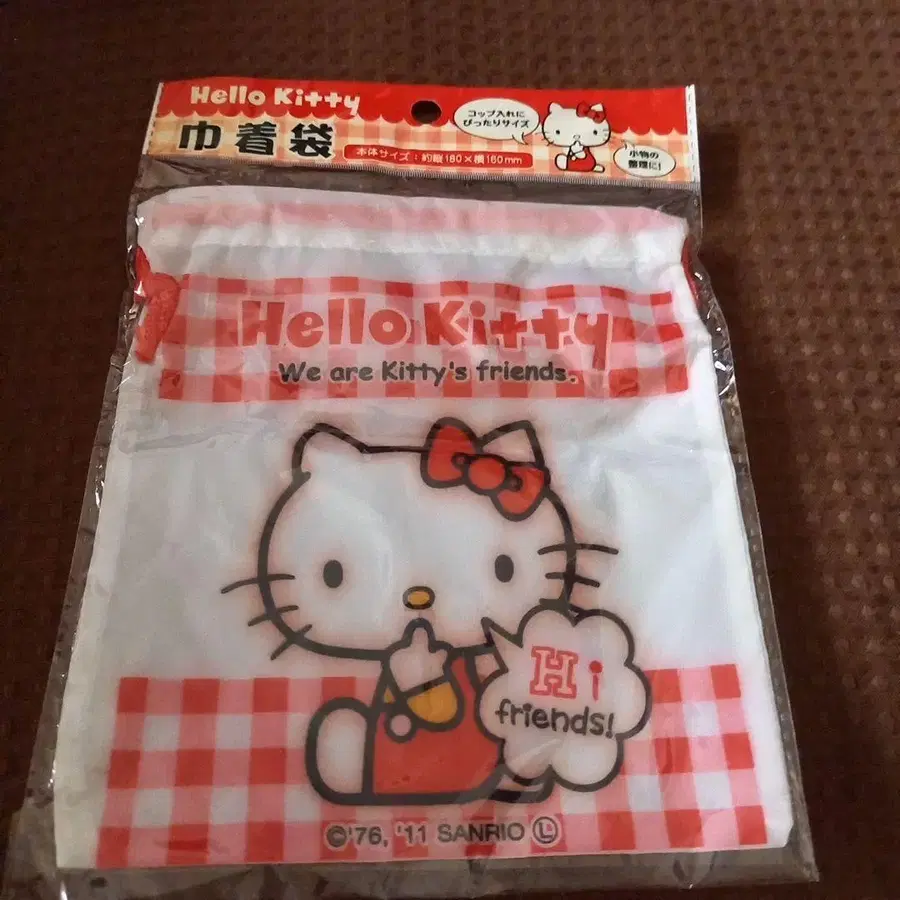 Hello Kitty
巾着袋
本体サイズ:約縦180×横160mm
コップ入れに
ぴったりサイズ
小物の
整理に!
Hello Kitty
We are Kitty's friends.
Hi
friends!
©'76, '11 SANRIO Ⓛ